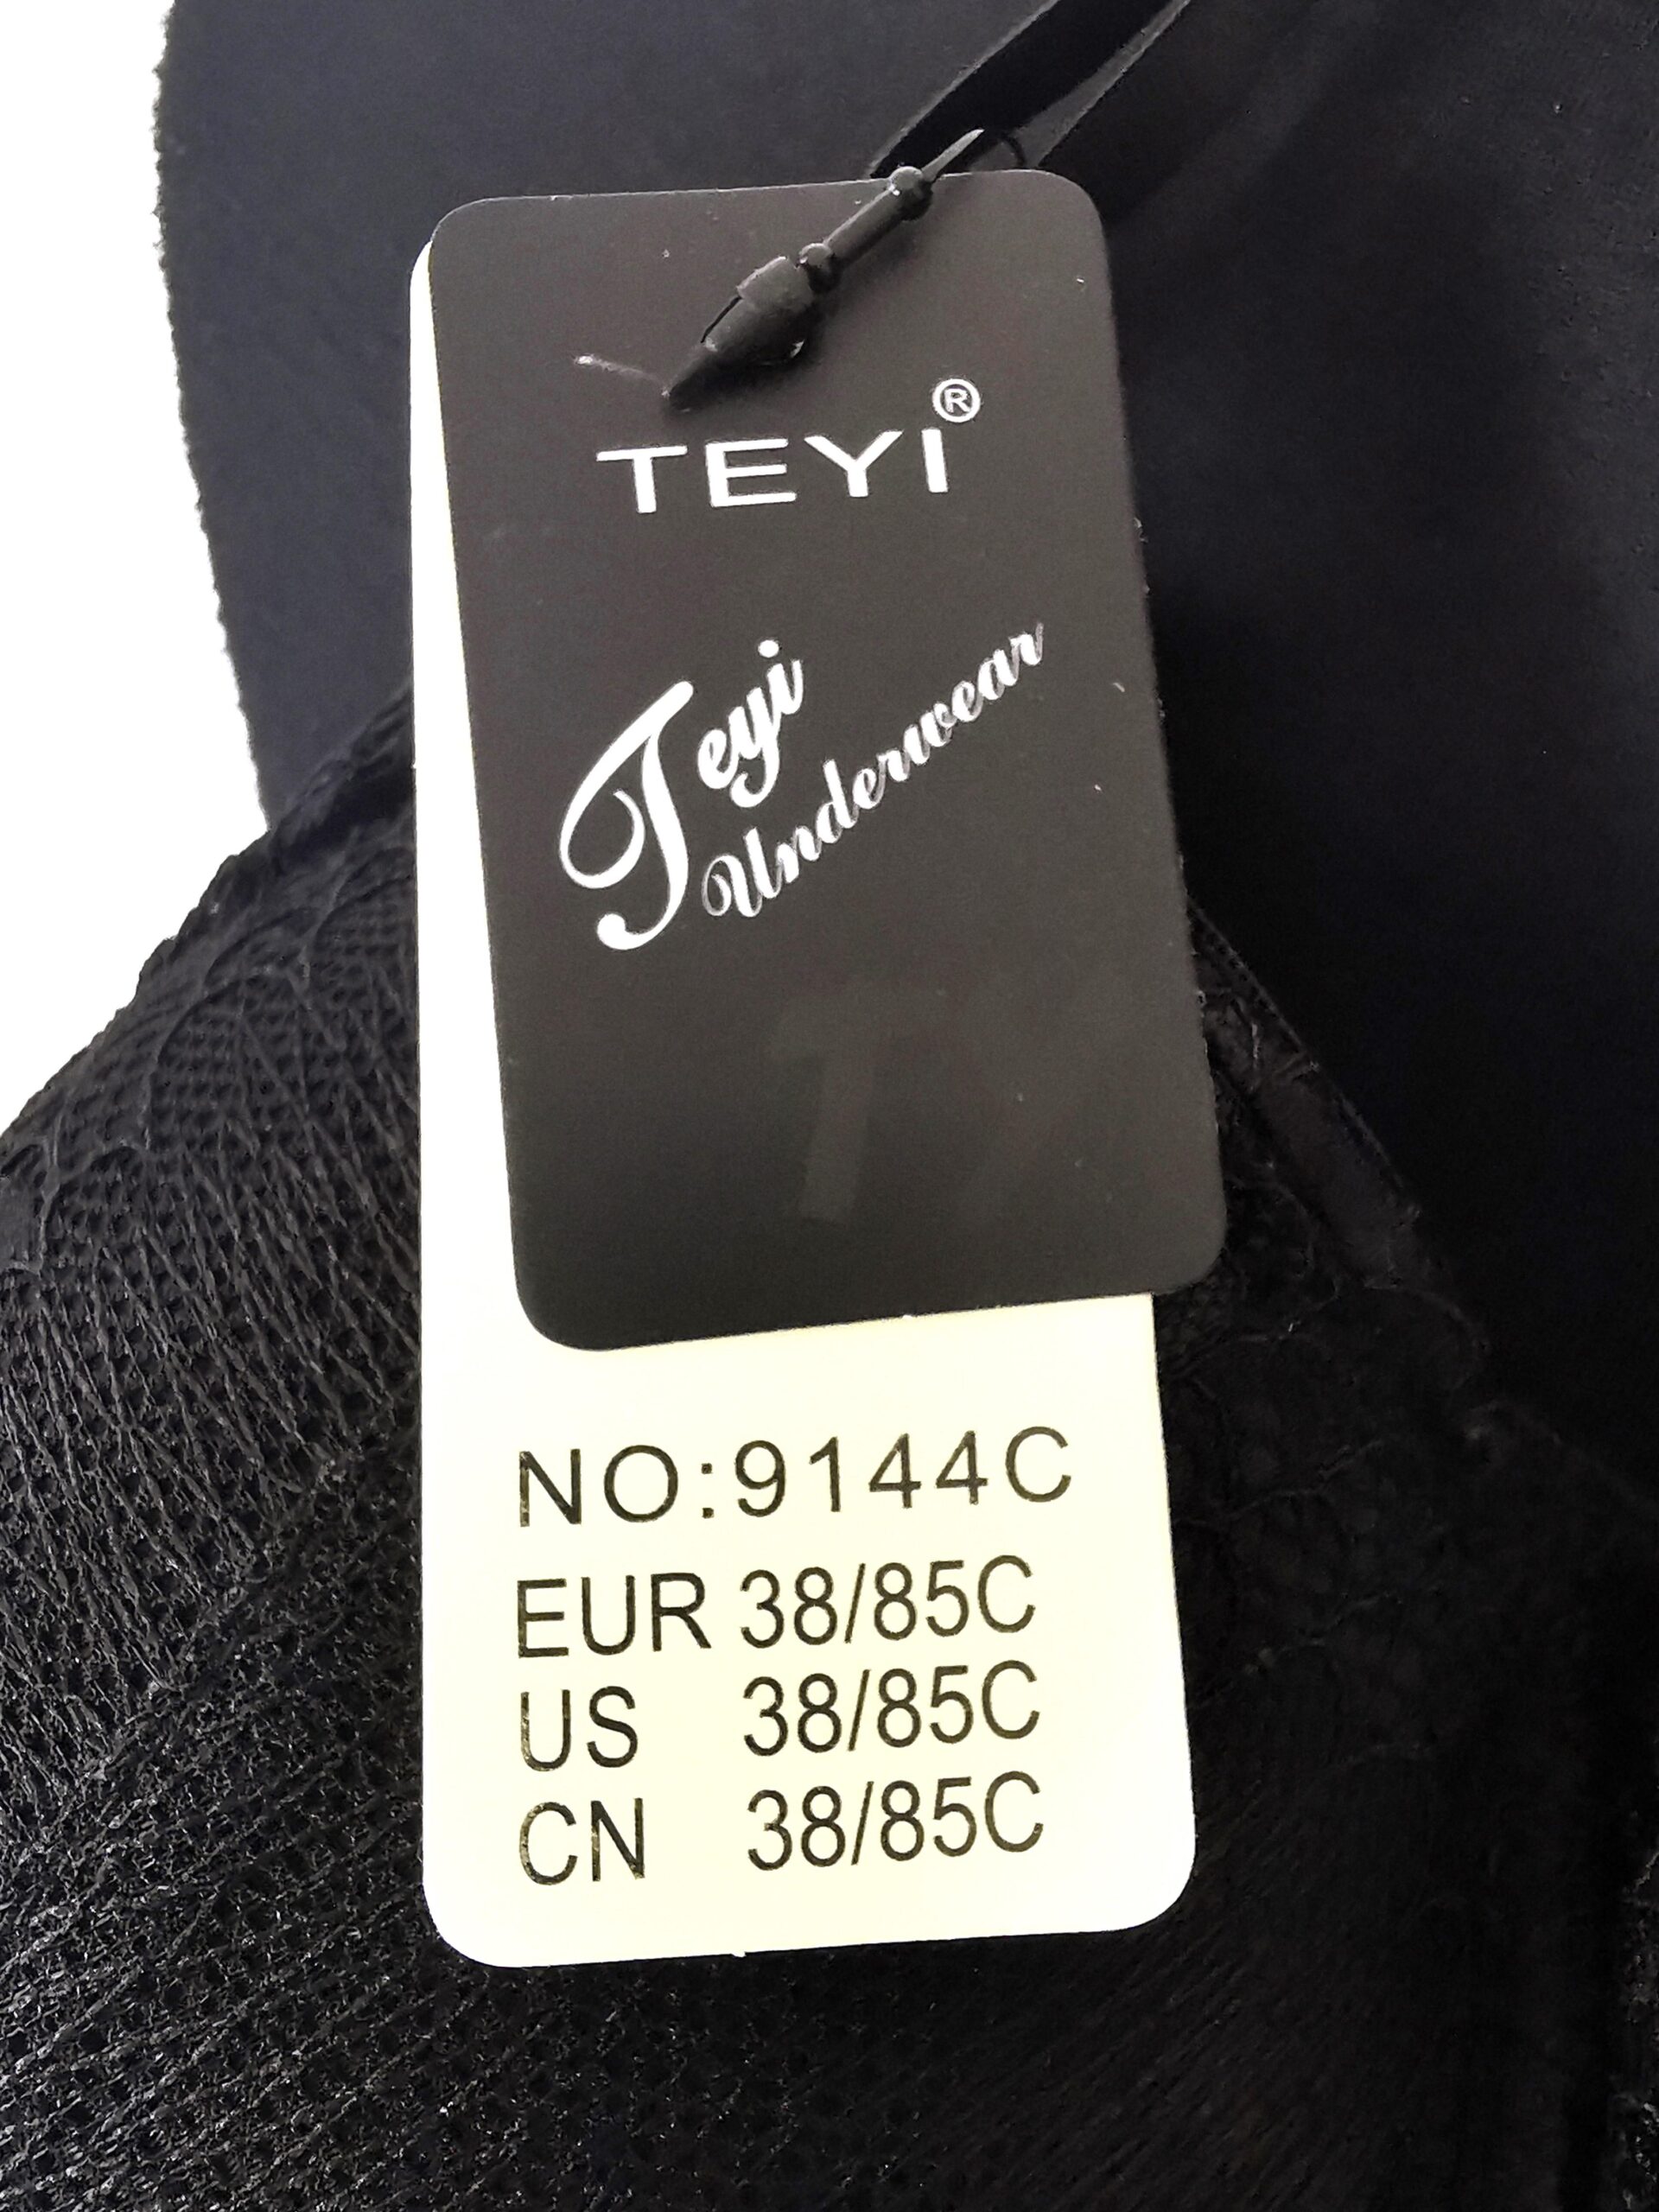 TEYI®
Teyi
Underwear
NO:9144C
EUR 38/85C
US 38/85C
CN 38/85C